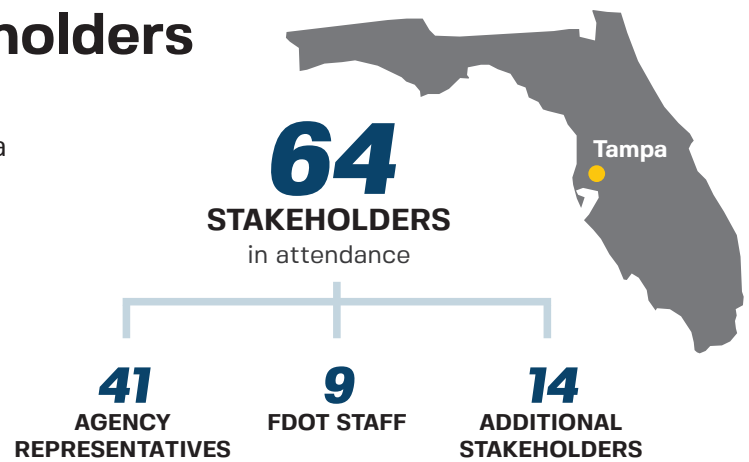 holders
a
64
STAKEHOLDERS
in attendance
Tampa
41
AGENCY
REPRESENTATIVES
9
FDOT STAFF
14
ADDITIONAL
STAKEHOLDERS